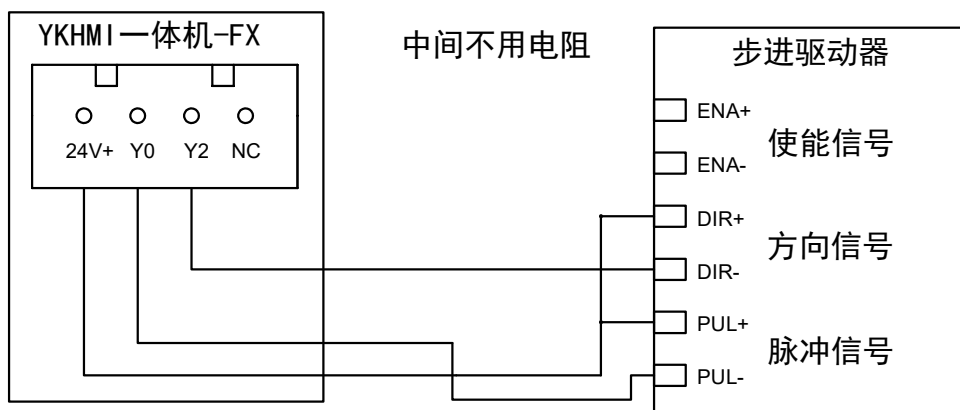 YKHMI一体机-FX
24V+ Y0 Y2 NC
中间不用电阻
步进驱动器
ENA+
使能信号
ENA-
DIR+
方向信号
DIR-
PUL+
脉冲信号
PUL-